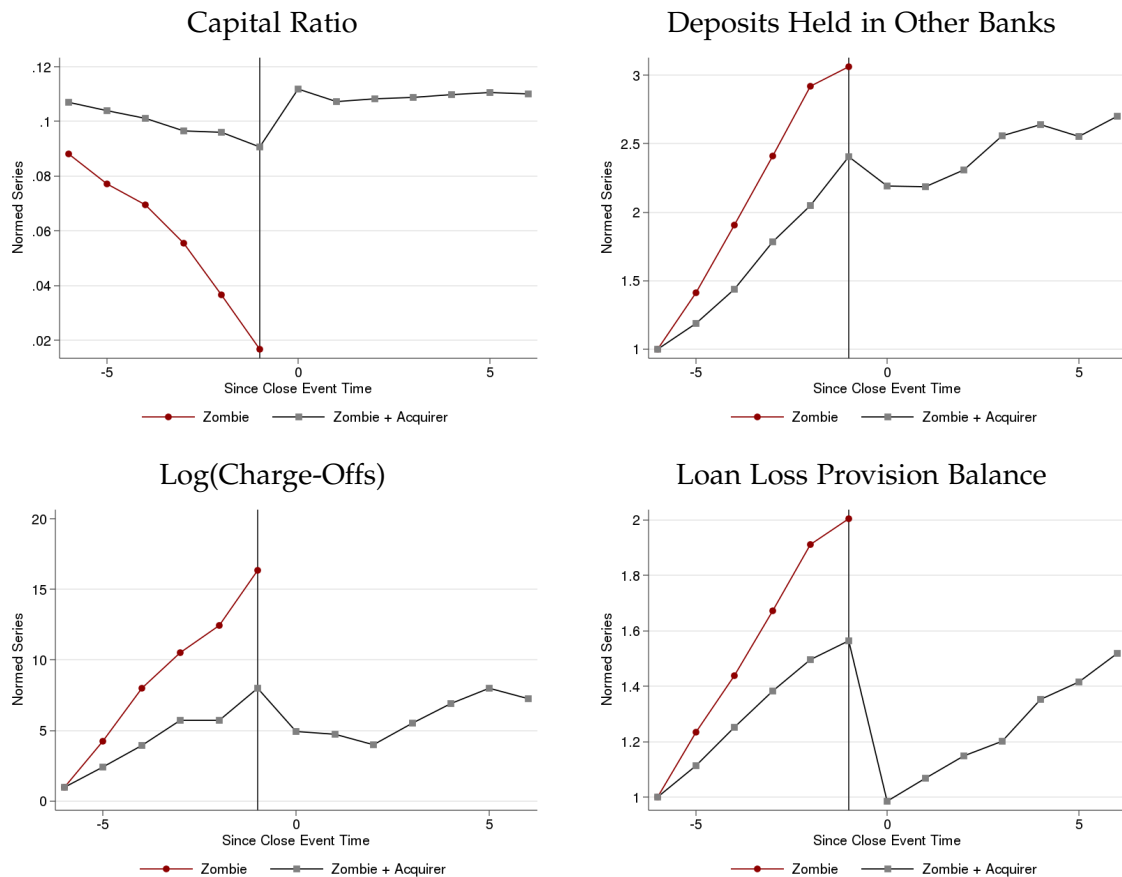 Capital Ratio
Normed Series
.12
.1
.08
.06
.04
.02
-5
0
5
Since Close Event Time
Zombie
Zombie + Acquirer
Deposits Held in Other Banks
Normed Series
3
2.5
2
1.5
1
-5
0
5
Since Close Event Time
Zombie
Zombie + Acquirer
Log(Charge-Offs)
Normed Series
20
15
10
5
0
-5
0
5
Since Close Event Time
Zombie
Zombie + Acquirer
Loan Loss Provision Balance
Normed Series
2
1.8
1.6
1.4
1.2
1
-5
0
5
Since Close Event Time
Zombie
Zombie + Acquirer